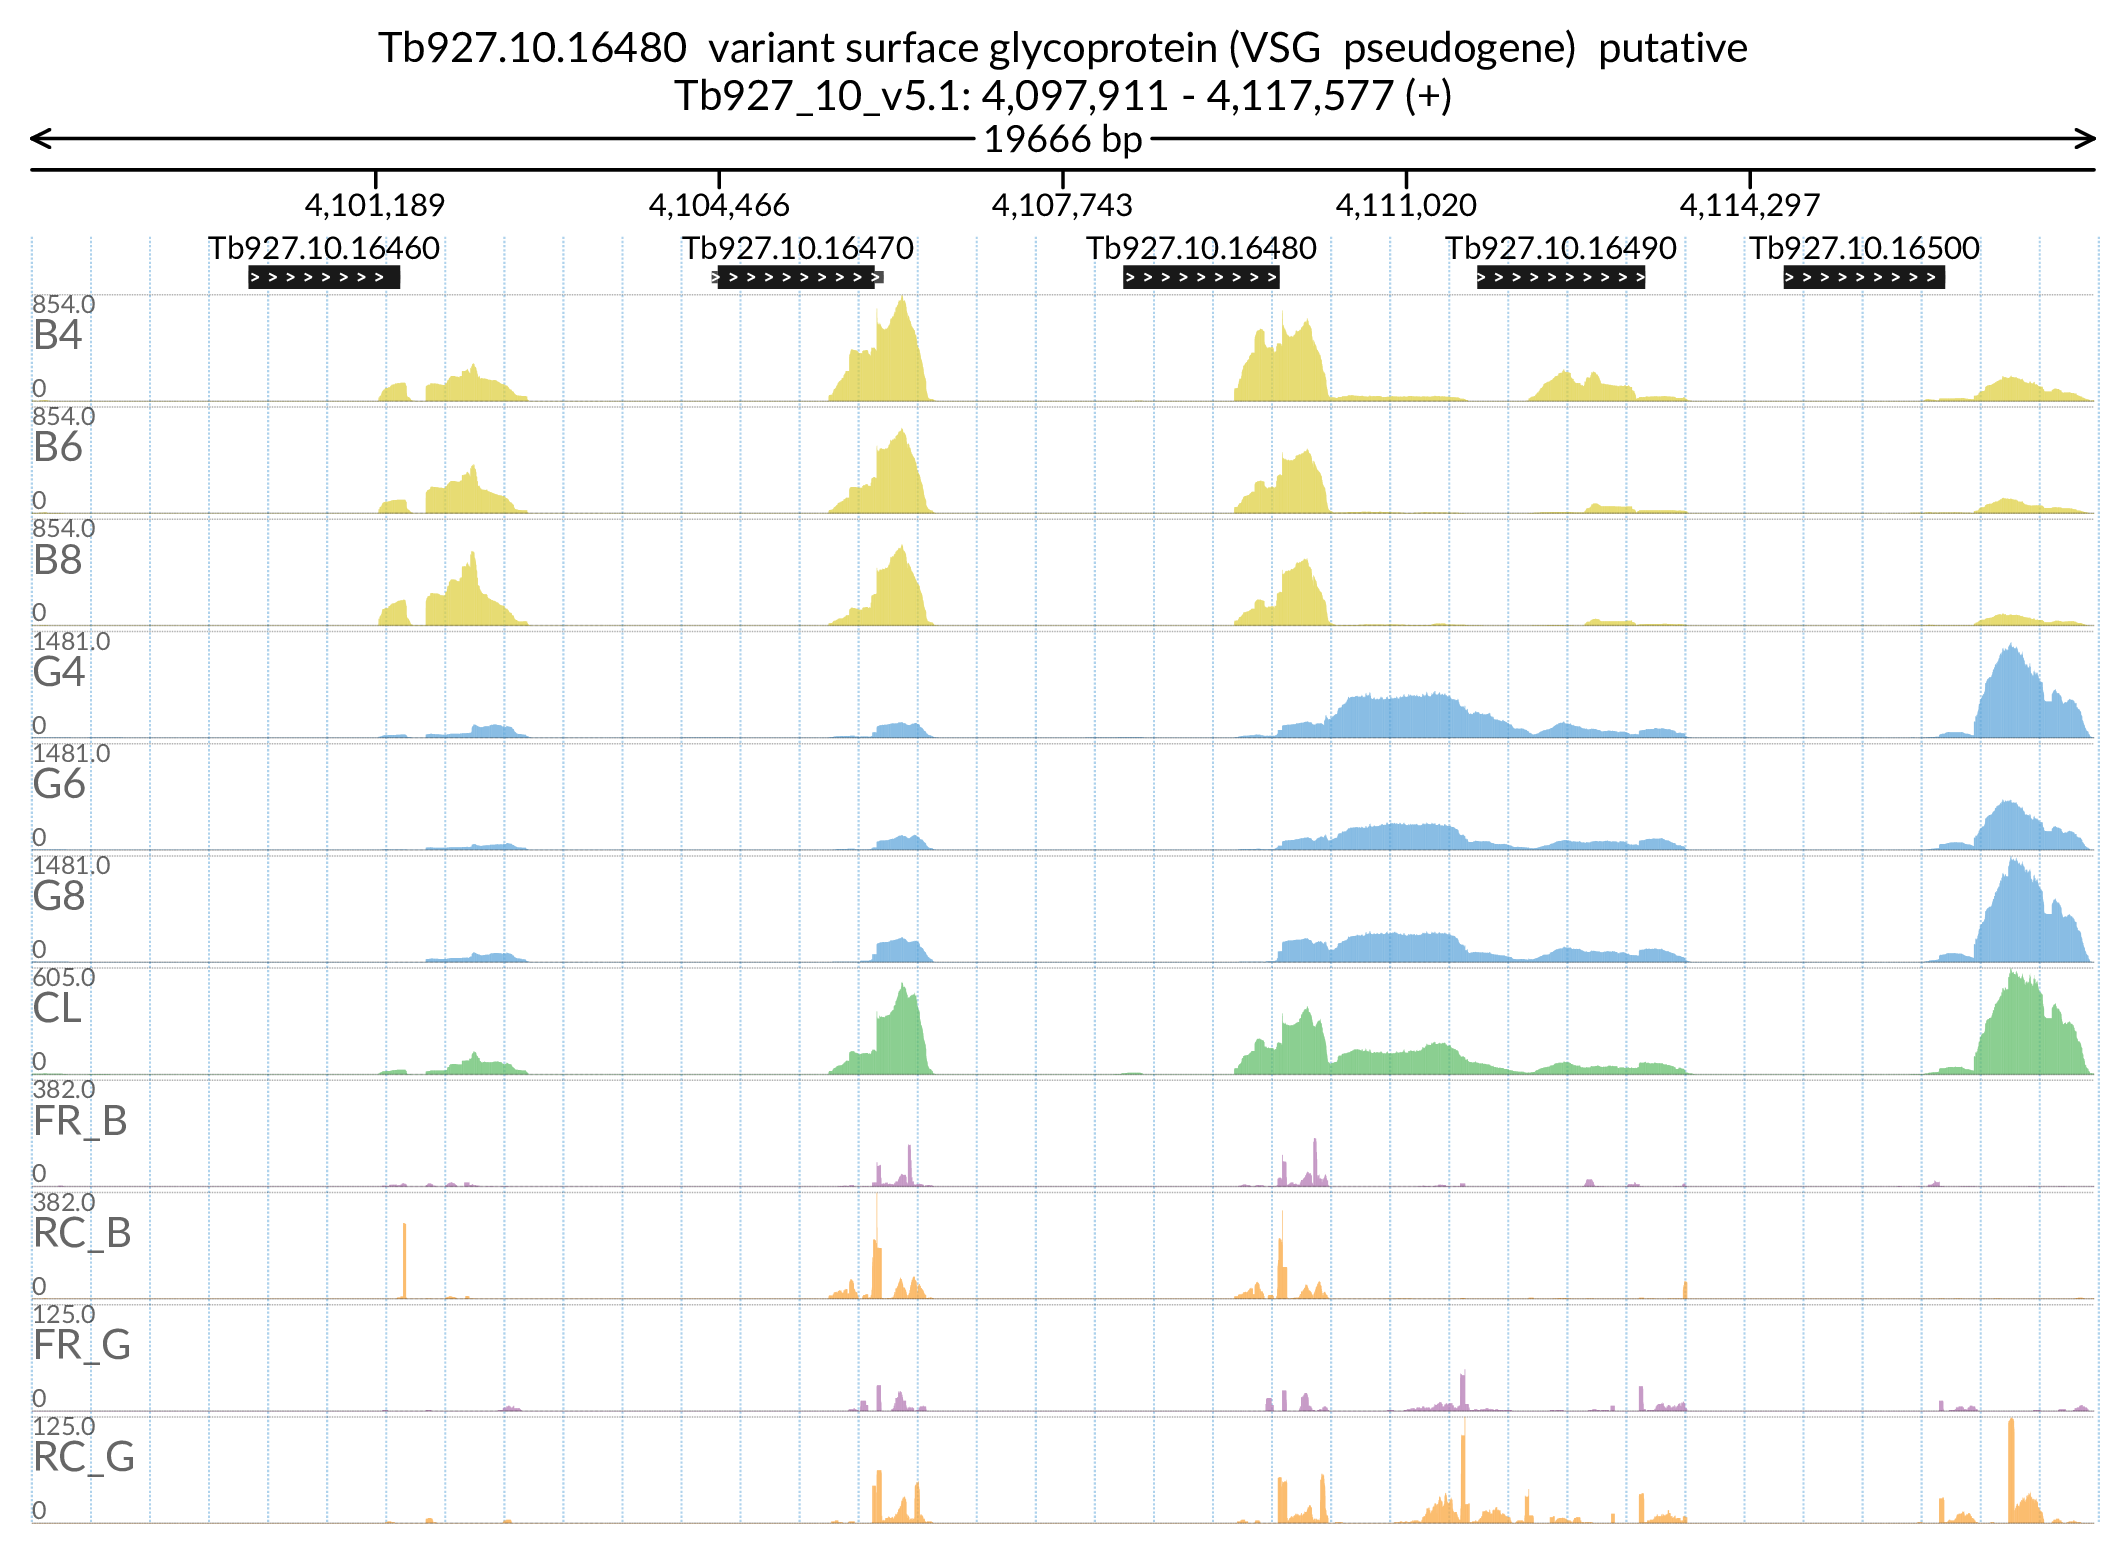 Tb927.10.16480 variant surface glycoprotein (VSG pseudogene) putative
Tb927_10_v5.1: 4,097,911 - 4,117,577 (+)
19666 bp
4,101,189 4,104,466 4,107,743 4,111,020 4,114,297
Tb927.10.16460 Tb927.10.16470 Tb927.10.16480 Tb927.10.16490 Tb927.10.16500
854.0
B4
0
854.0
B6
0
854.0
B8
0
1481.0
G4
0
1481.0
G6
0
1481.0
G8
0
605.0
CL
0
382.0
FR_B
0
382.0
RC_B
0
125.0
FR_G
0
125.0
RC_G
0